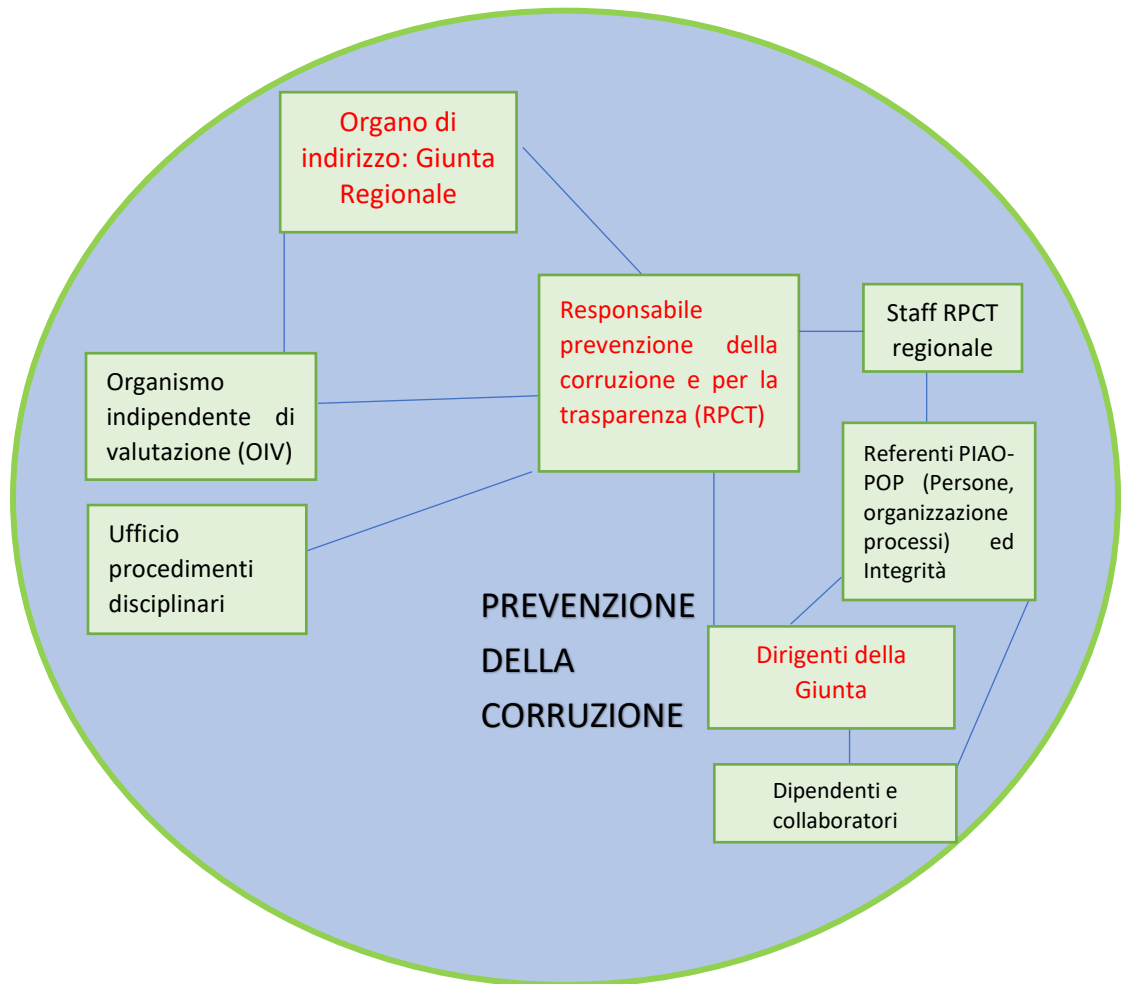 Organo di
indirizzo: Giunta
Regionale
Responsabile
prevenzione della
corruzione e per la
trasparenza (RPCT)
Staff RPCT
regionale
Organismo
indipendente di
valutazione (OIV)
Referenti PIAO-
POP (Persone,
organizzazione
processi) ed
Integrità
Ufficio
procedimenti
disciplinari
PREVENZIONE
DELLA
CORRUZIONE
Dirigenti della
Giunta
Dipendenti e
collaboratori